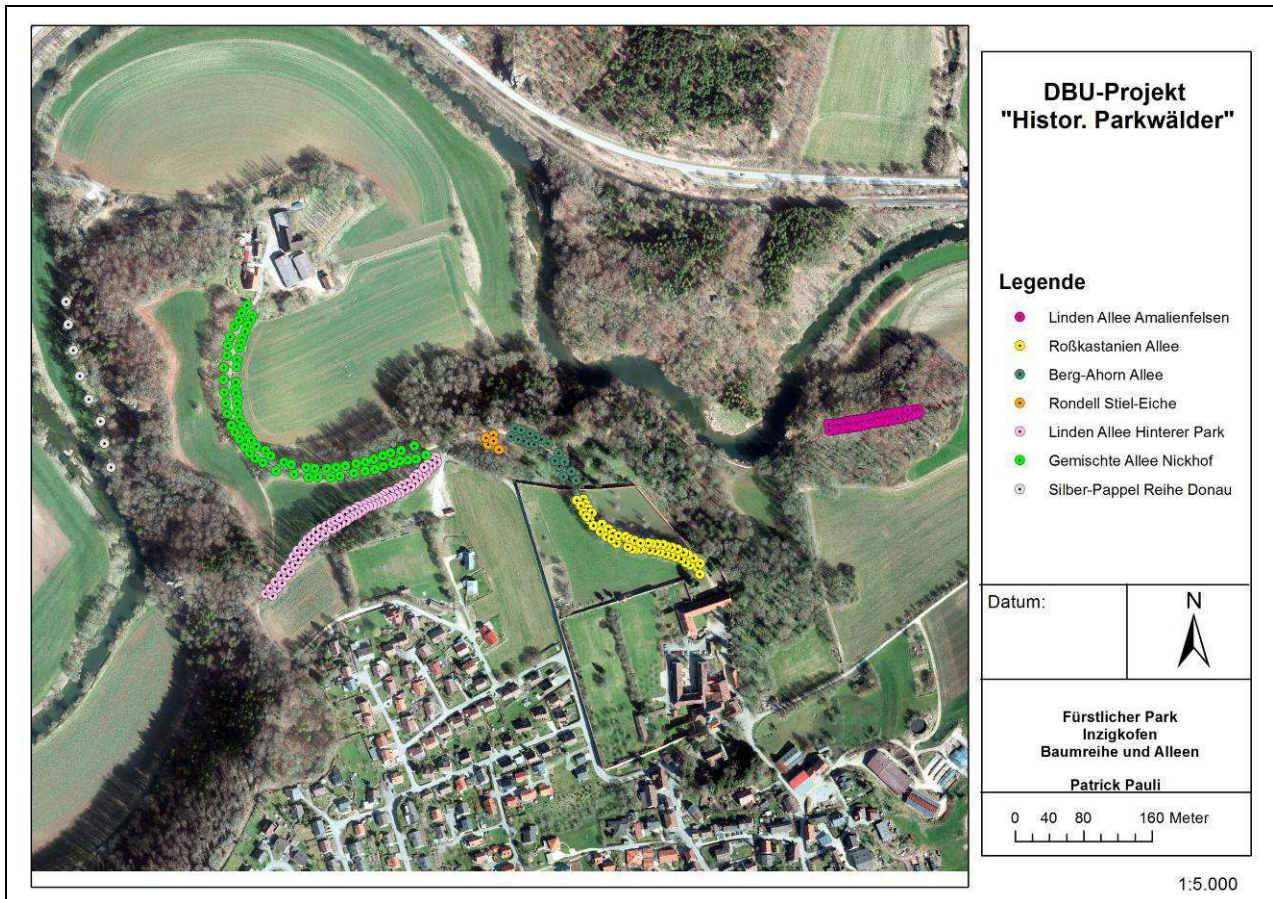 DBU-Projekt
"Histor. Parkwälder"
Legende
Linden Allee Amalienfelsen
Roßkastanien Allee
Berg-Ahorn Allee
Rondell Stiel-Eiche
Linden Allee Hinterer Park
Gemischte Allee Nickhof
Silber-Pappel Reihe Donau
Datum:
N
Fürstlicher Park
Inzigkofen
Baumreihe und Alleen
Patrick Pauli
0 40 80 160 Meter
1:5.000